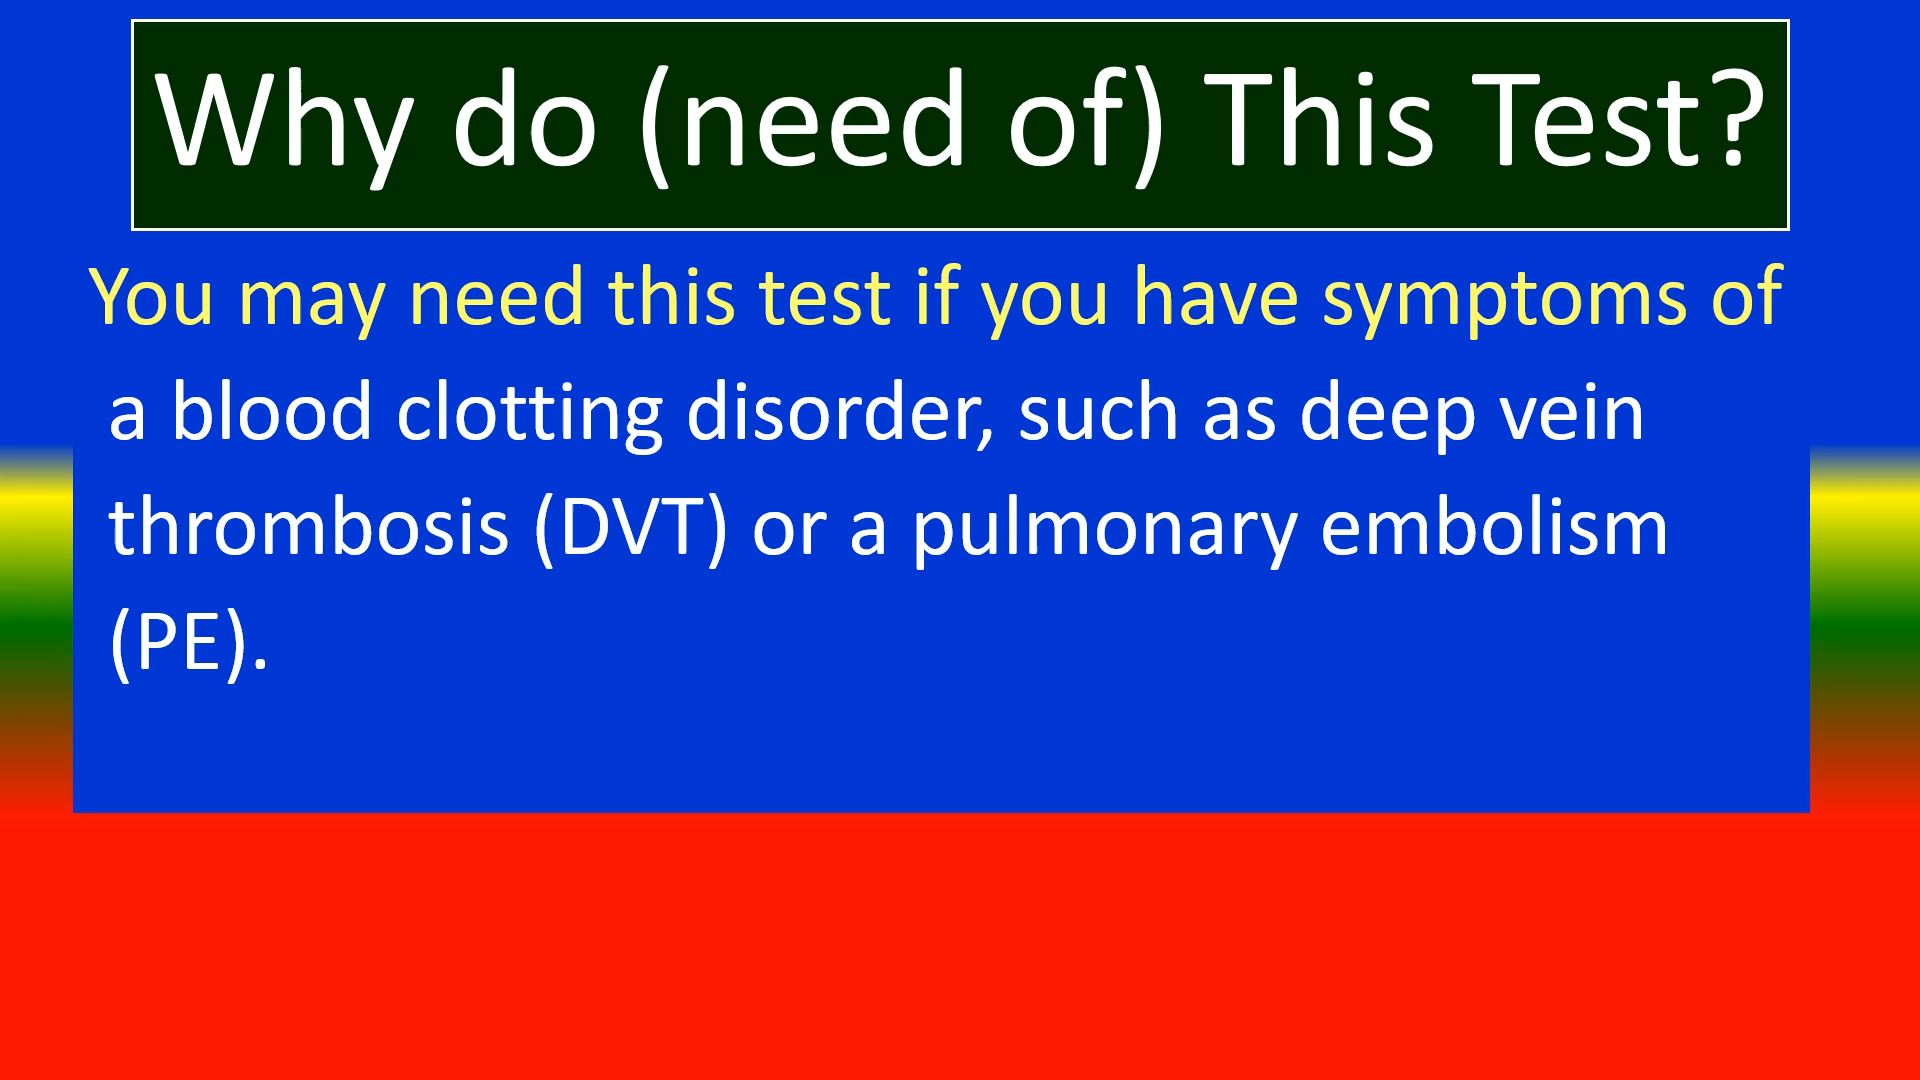 Why do (need of) This Test?
You may need this test if you have symptoms of
a blood clotting disorder, such as deep vein
thrombosis (DVT) or a pulmonary embolism
(PE).